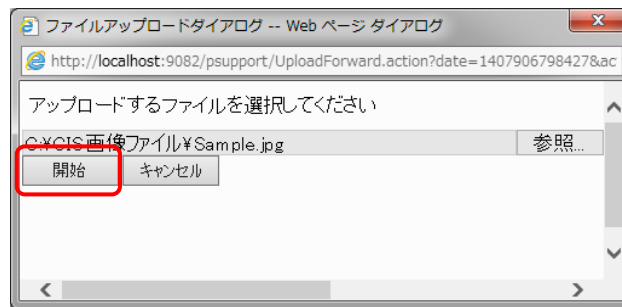 ファイルアップロードダイアログ -- Web ページ ダイアログ
http://localhost:9082/psupport/UploadForward.action?date=1407906798427&ac
アップロードするファイルを選択してください
C:¥CIS画像ファイル¥Sample.jpg 参照...
開始 キャンセル